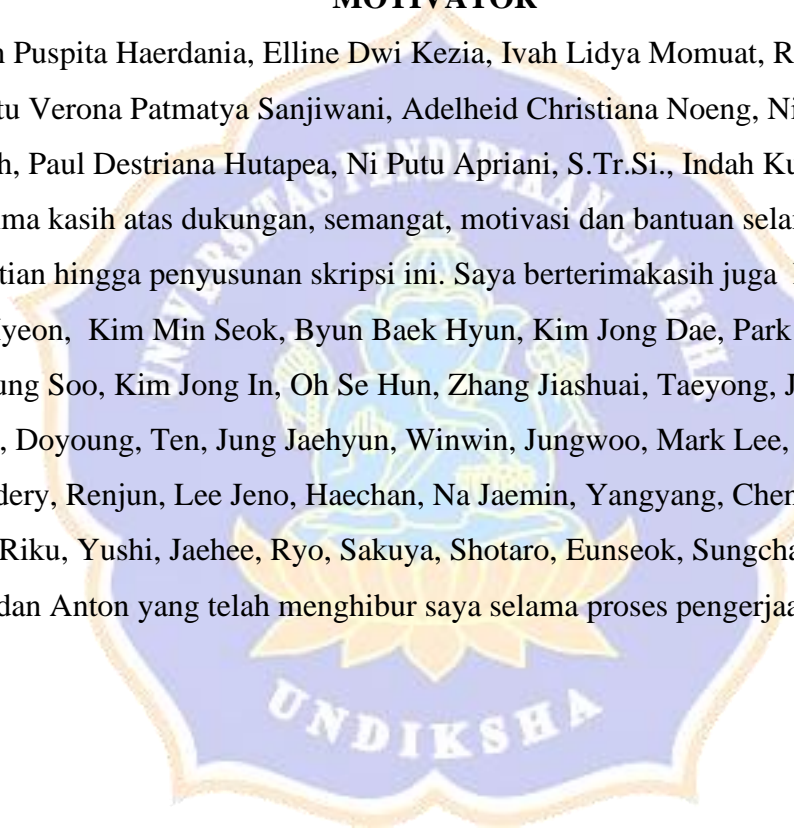 MOTIVATOR
n Puspita Haerdania, Elline Dwi Kezia, Ivah Lidya Momuat, R
tu Verona Patmatya Sanjiwani, Adelheid Christiana Noeng, Ni
h, Paul Destriana Hutapea, Ni Putu Apriani, S.Tr.Si., Indah Ku
ma kasih atas dukungan, semangat, motivasi dan bantuan sela
tian hingga penyusunan skripsi ini. Saya berterimakasih juga
yeon, Kim Min Seok, Byun Baek Hyun, Kim Jong Dae, Park
ung Soo, Kim Jong In, Oh Se Hun, Zhang Jiashuai, Taeyong, J
, Doyoung, Ten, Jung Jaehyun, Winwin, Jungwoo, Mark Lee,
dery, Renjun, Lee Jeno, Haechan, Na Jaemin, Yangyang, Chen
Riku, Yushi, Jaehee, Ryo, Sakuya, Shotaro, Eunseok, Sungcha
dan Anton yang telah menghibur saya selama proses pengerjaa
UNIVERSITAS PENDIDIKAN GANESHA
UNDIKSHA